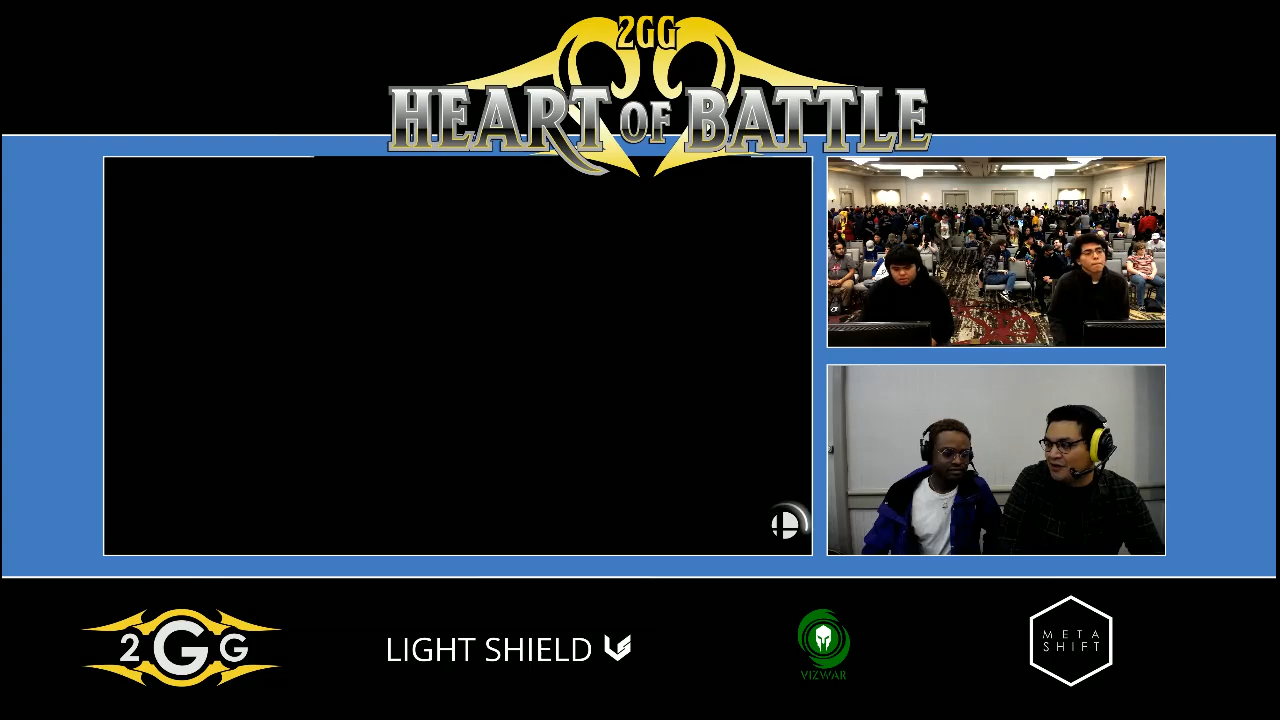 2GG
HEART OF BATTLE
2GG
LIGHT SHIELD
VIZWAR
META
SHIFT